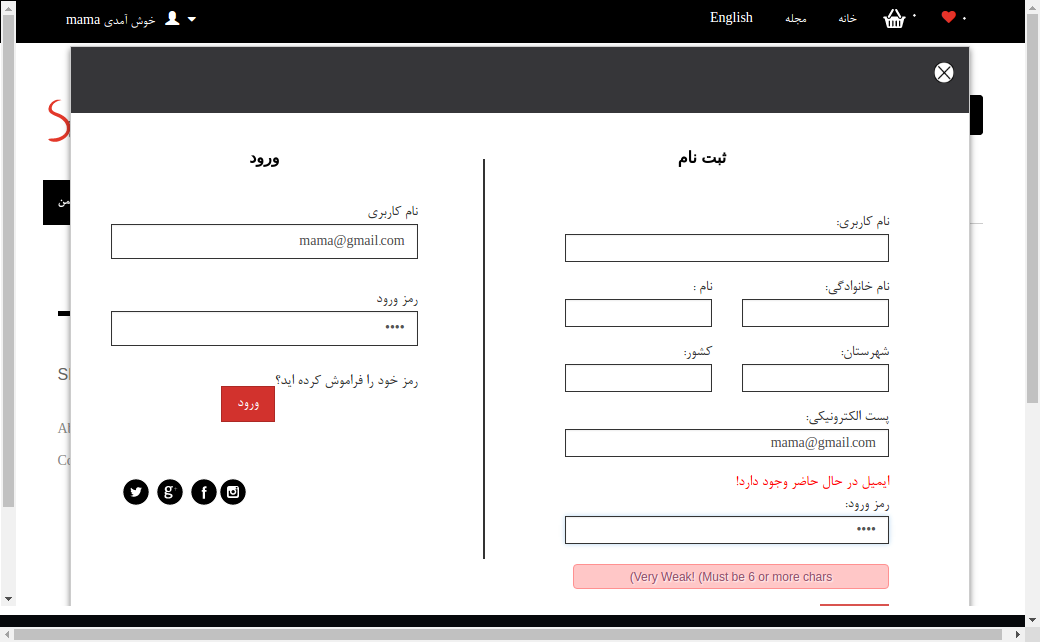 خوش آمدی mama
English
مجله
خانه
ورود
ثبت نام
نام کاربری
mama@gmail.com
رمز ورود
••••
رمز خود را فراموش کرده اید؟
ورود
نام کاربری:
نام خانوادگی:
نام :
شهرستان:
کشور:
پست الکترونیکی:
mama@gmail.com
ایمیل در حال حاضر وجود دارد!
رمز ورود:
••••
(Very Weak! (Must be 6 or more chars